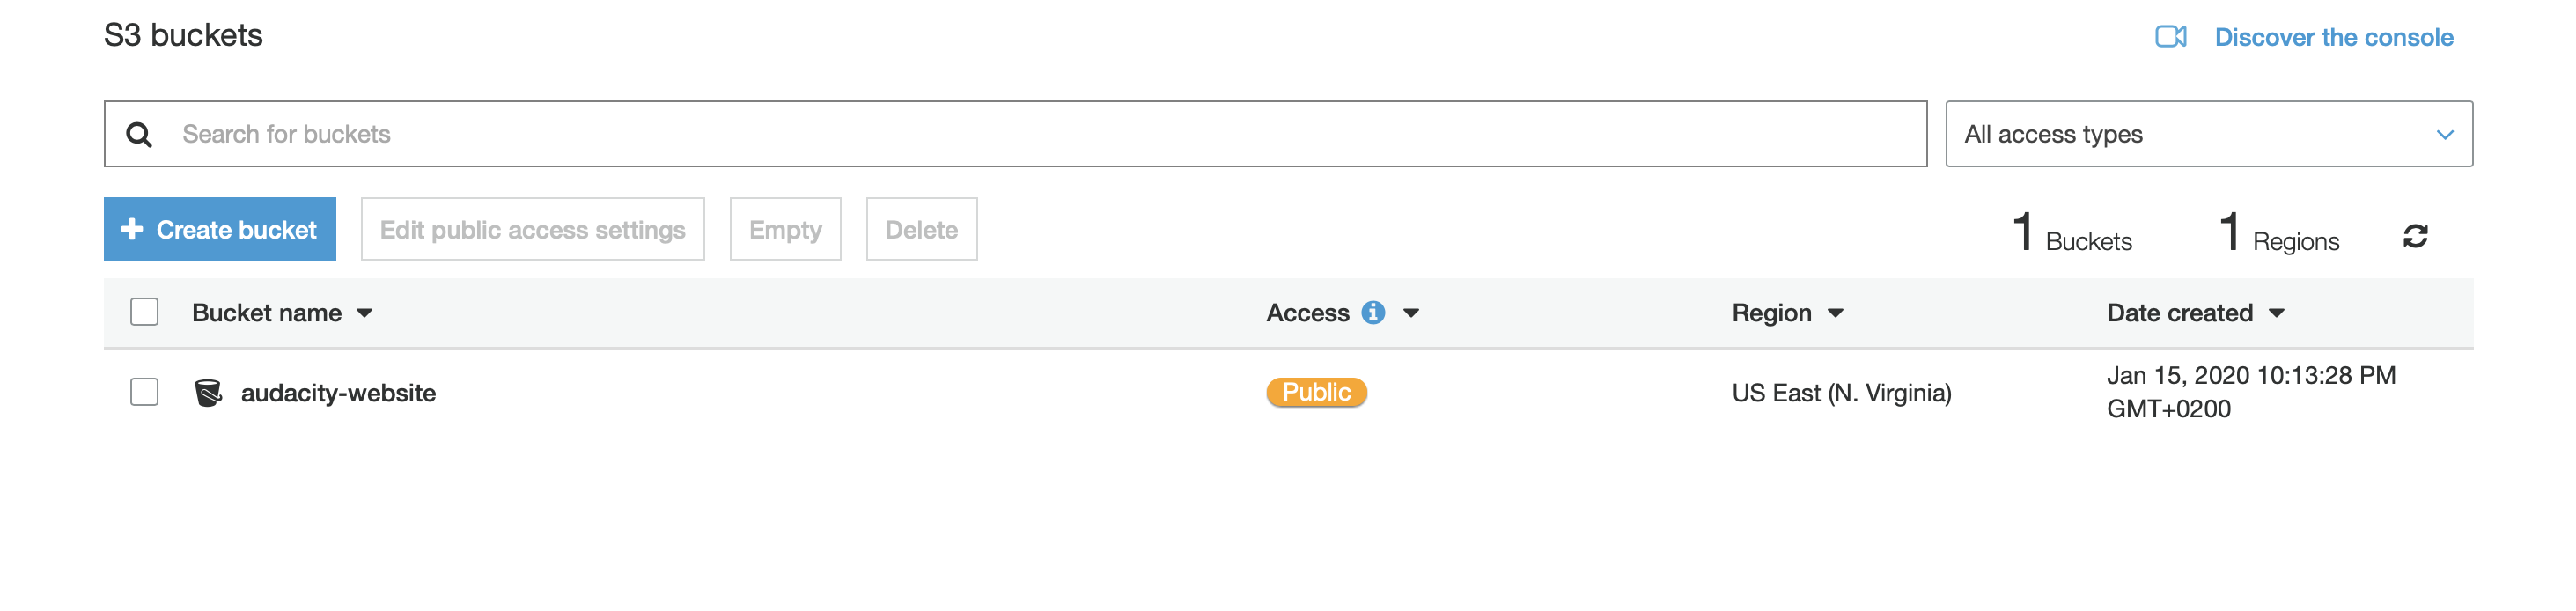 S3 buckets
Discover the console
Search for buckets
All access types
Create bucket
Edit public access settings
Empty
Delete
1 Buckets
1 Regions
Bucket name
Access
Region
Date created
audacity-website
Public
US East (N. Virginia)
Jan 15, 2020 10:13:28 PM
GMT+0200